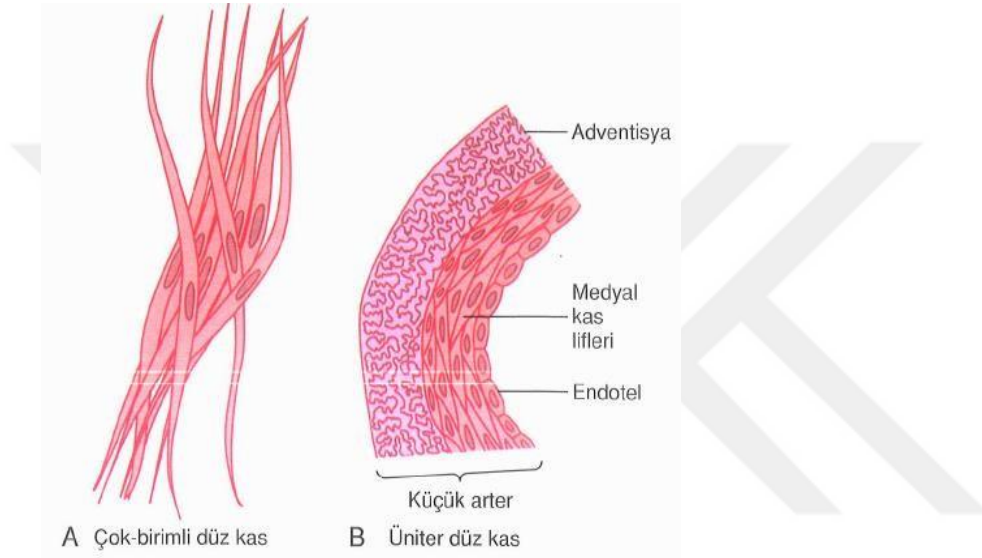 Adventisya
Medyal
kas
lifleri
Endotel
Küçük arter
A Çok-birimli düz kas
B Üniter düz kas